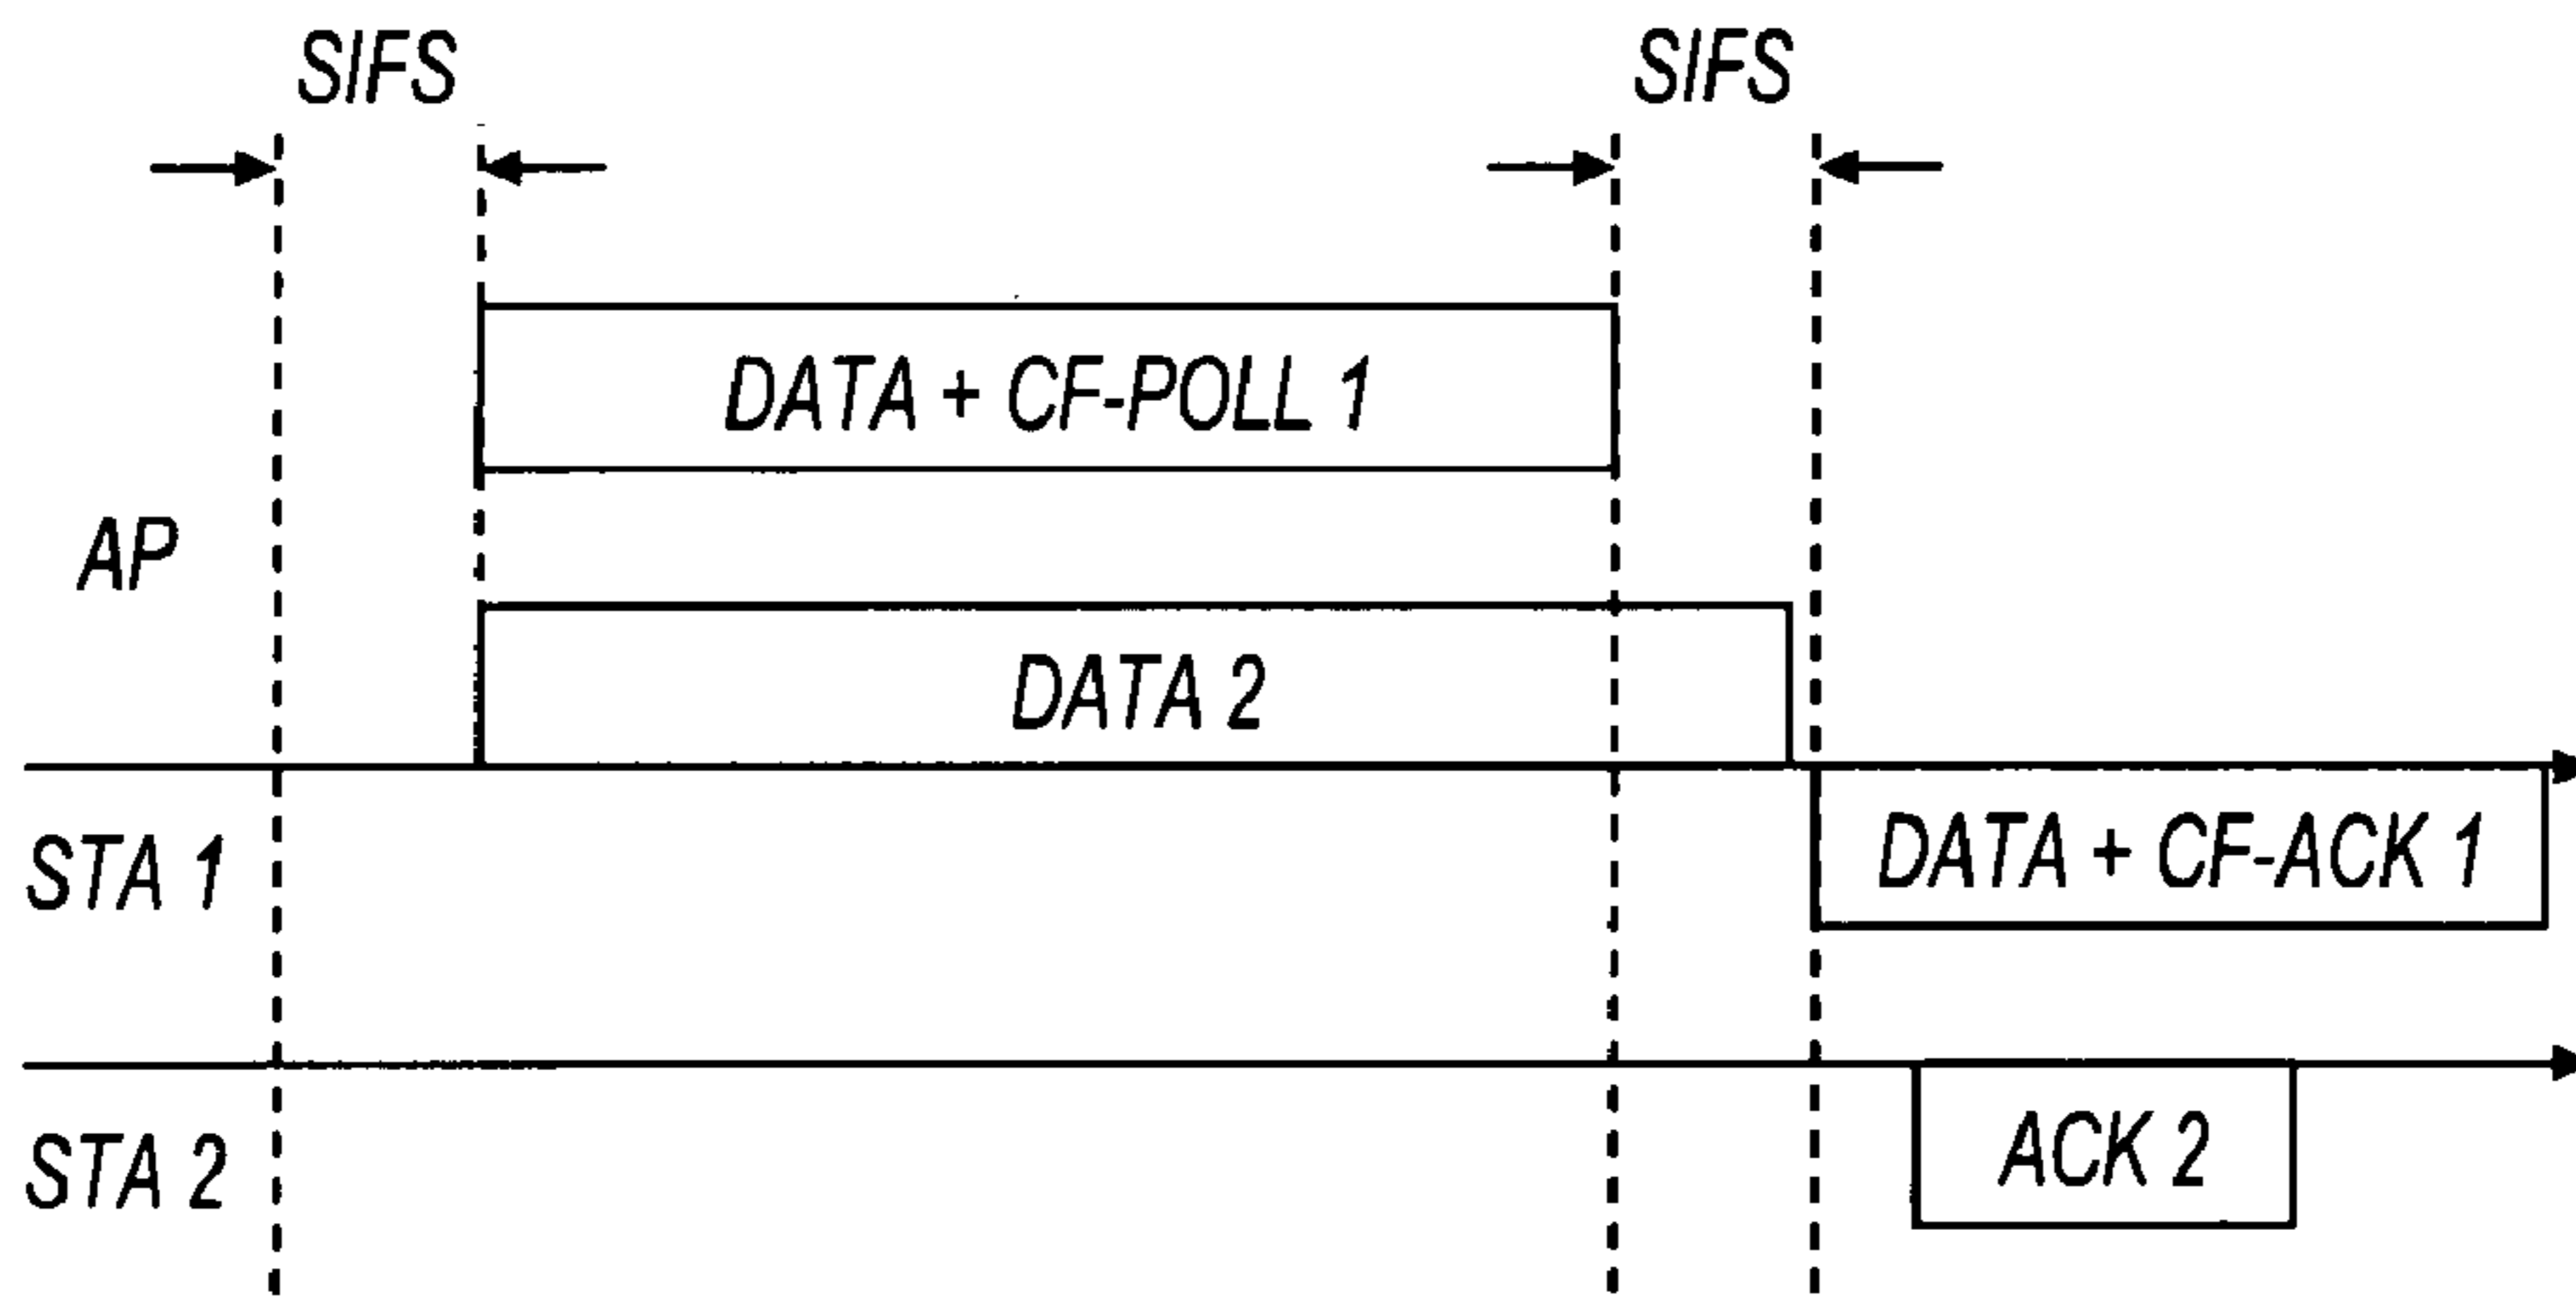 SIFS
SIFS
DATA + CF-POLL 1
AP
DATA 2
STA 1
DATA + CF-ACK 1
STA 2
ACK 2